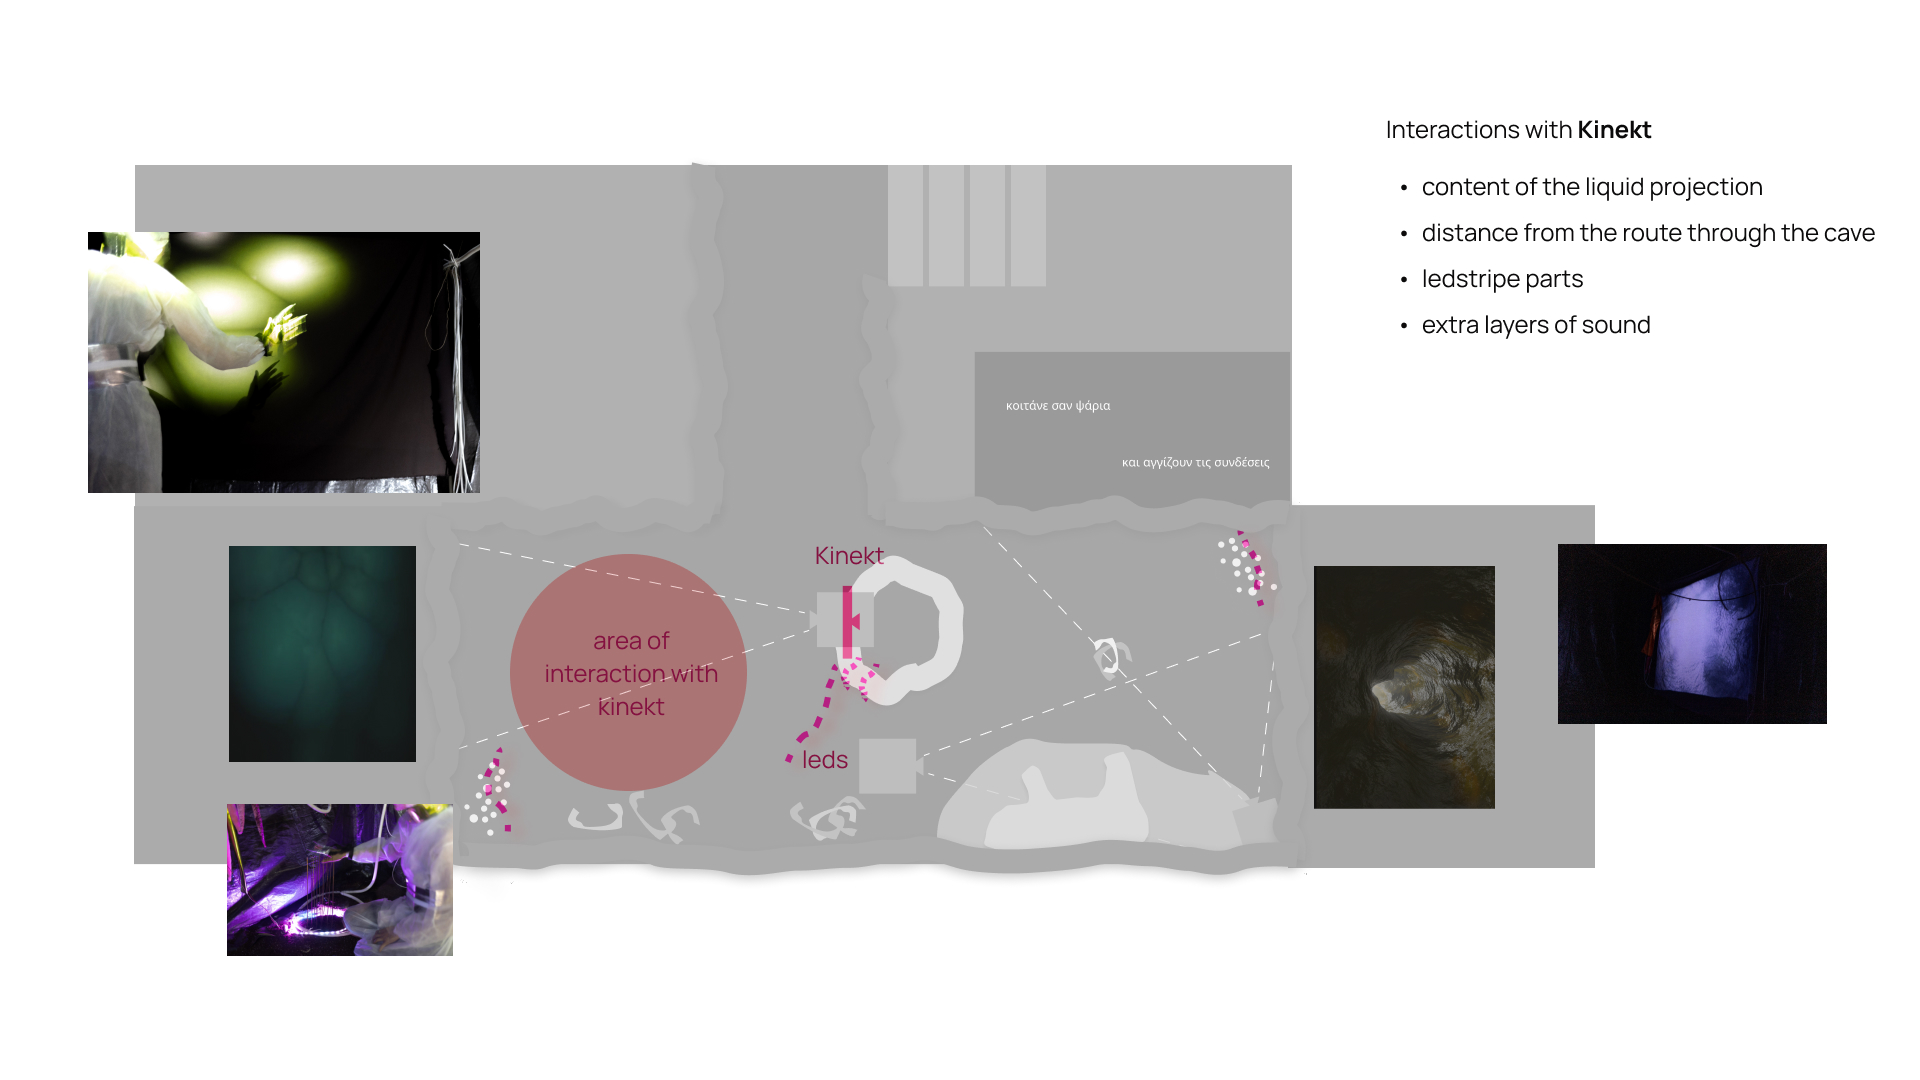 Interactions with Kinekt
• content of the liquid projection
• distance from the route through the cave
• ledstripe parts
• extra layers of sound
κοιτάνε σαν ψάρια
και αγγίζουν τις συνδέσεις
Kinekt
area of
interaction with
kinekt
leds